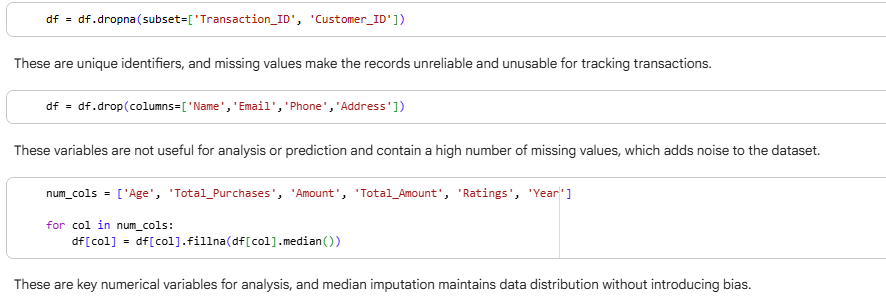 df = df.dropna(subset=['Transaction_ID', 'Customer_ID'])
These are unique identifiers, and missing values make the records unreliable and unusable for tracking transactions.
df = df.drop(columns=['Name','Email','Phone','Address'])
These variables are not useful for analysis or prediction and contain a high number of missing values, which adds noise to the dataset.
num_cols = ['Age', 'Total_Purchases', 'Amount', 'Total_Amount', 'Ratings', 'Year']
for col in num_cols:
    df[col] = df[col].fillna(df[col].median())
These are key numerical variables for analysis, and median imputation maintains data distribution without introducing bias.